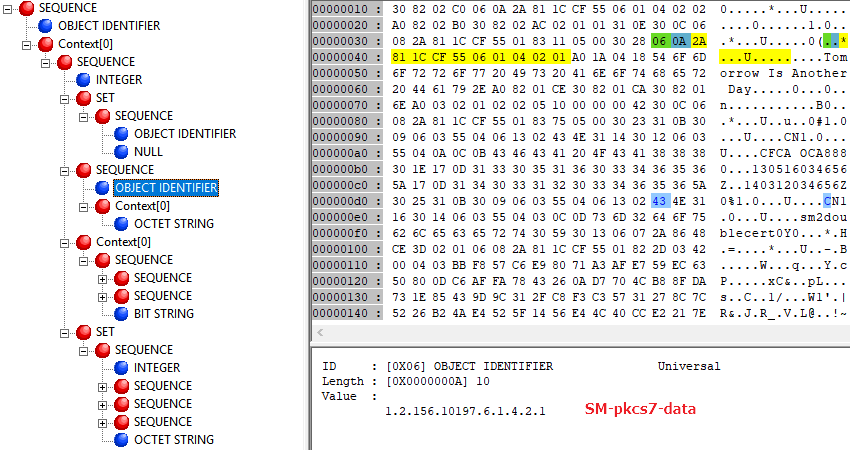 SEQUENCE
OBJECT IDENTIFIER
Context[0]
SEQUENCE
INTEGER
SET
SEQUENCE
OBJECT IDENTIFIER
NULL
SEQUENCE
OBJECT IDENTIFIER
Context[0]
OCTET STRING
Context[0]
SEQUENCE
SEQUENCE
SEQUENCE
BIT STRING
SET
SEQUENCE
INTEGER
SEQUENCE
SEQUENCE
SEQUENCE
OCTET STRING
00000010 : 30 82 02 C0 06 0A 2A 81 1C CF 55 06 01 04 02 02 0.....*...U.....
00000020 : A0 82 02 B0 30 82 02 AC 02 01 01 31 0E 30 0C 06 ....0......1.0..
00000030 : 08 2A 81 1C CF 55 01 83 11 05 00 30 28 06 0A 2A .*...U.....0(..*
00000040 : 81 1C CF 55 06 01 04 02 01 A0 1A 04 18 54 6F 6D ...U.........Tom
00000050 : 6F 72 72 6F 77 20 49 73 20 41 6E 6F 74 68 65 72 orrow Is Another
00000060 : 20 44 61 79 2E A0 82 01 CE 30 82 01 CA 30 82 01 Day.....0...0..
00000070 : 6E A0 03 02 01 02 02 05 10 00 00 00 42 30 0C 06 n...........B0..
00000080 : 08 2A 81 1C CF 55 01 83 75 05 00 30 23 31 0B 30 .*...U..u..0#1.0
00000090 : 09 06 03 55 04 06 13 02 43 4E 31 14 30 12 06 03 ...U....CN1.0...
000000a0 : 55 04 0A 0C 0B 43 46 43 41 20 4F 43 41 38 38 38 U....CFCA OCA888
000000b0 : 30 1E 17 0D 31 33 30 35 31 36 30 33 34 36 35 36 0...130516034656
000000c0 : 5A 17 0D 31 34 30 33 31 32 30 33 34 36 35 36 5A Z..140312034656Z
000000d0 : 30 25 31 0B 30 09 06 03 55 04 06 13 02 43 4E 31 0%1.0...U....CN1
000000e0 : 16 30 14 06 03 55 04 03 0C 0D 73 6D 32 64 6F 75 .0...U....sm2dou
000000f0 : 62 6C 65 63 65 72 74 30 59 30 13 06 07 2A 86 48 blecert0Y0...*.H
00000100 : CE 3D 02 01 06 08 2A 81 1C CF 55 01 82 2D 03 42 .=....*...U..-.B
00000110 : 00 04 03 BB F8 57 C6 E9 80 71 A3 AF E7 59 EC 63 .....W...q...Y.c
00000120 : 50 80 0D C6 AF FA 78 43 26 0A D7 70 4C B8 8F DA P.....xC&..pL...
00000130 : 73 1E 85 43 9D 9C 31 2F C8 F3 C3 57 31 27 8C 7C s..C..1/...W1'.|
00000140 : 52 26 B2 4A E4 52 5F 14 56 E4 4C 40 CC E2 21 7E R&.J.R_.V.L@..!~
ID : [0X06] OBJECT IDENTIFIER Universal
Length : [0X0000000A] 10
Value :
1.2.156.10197.6.1.4.2.1 SM-pkcs7-data